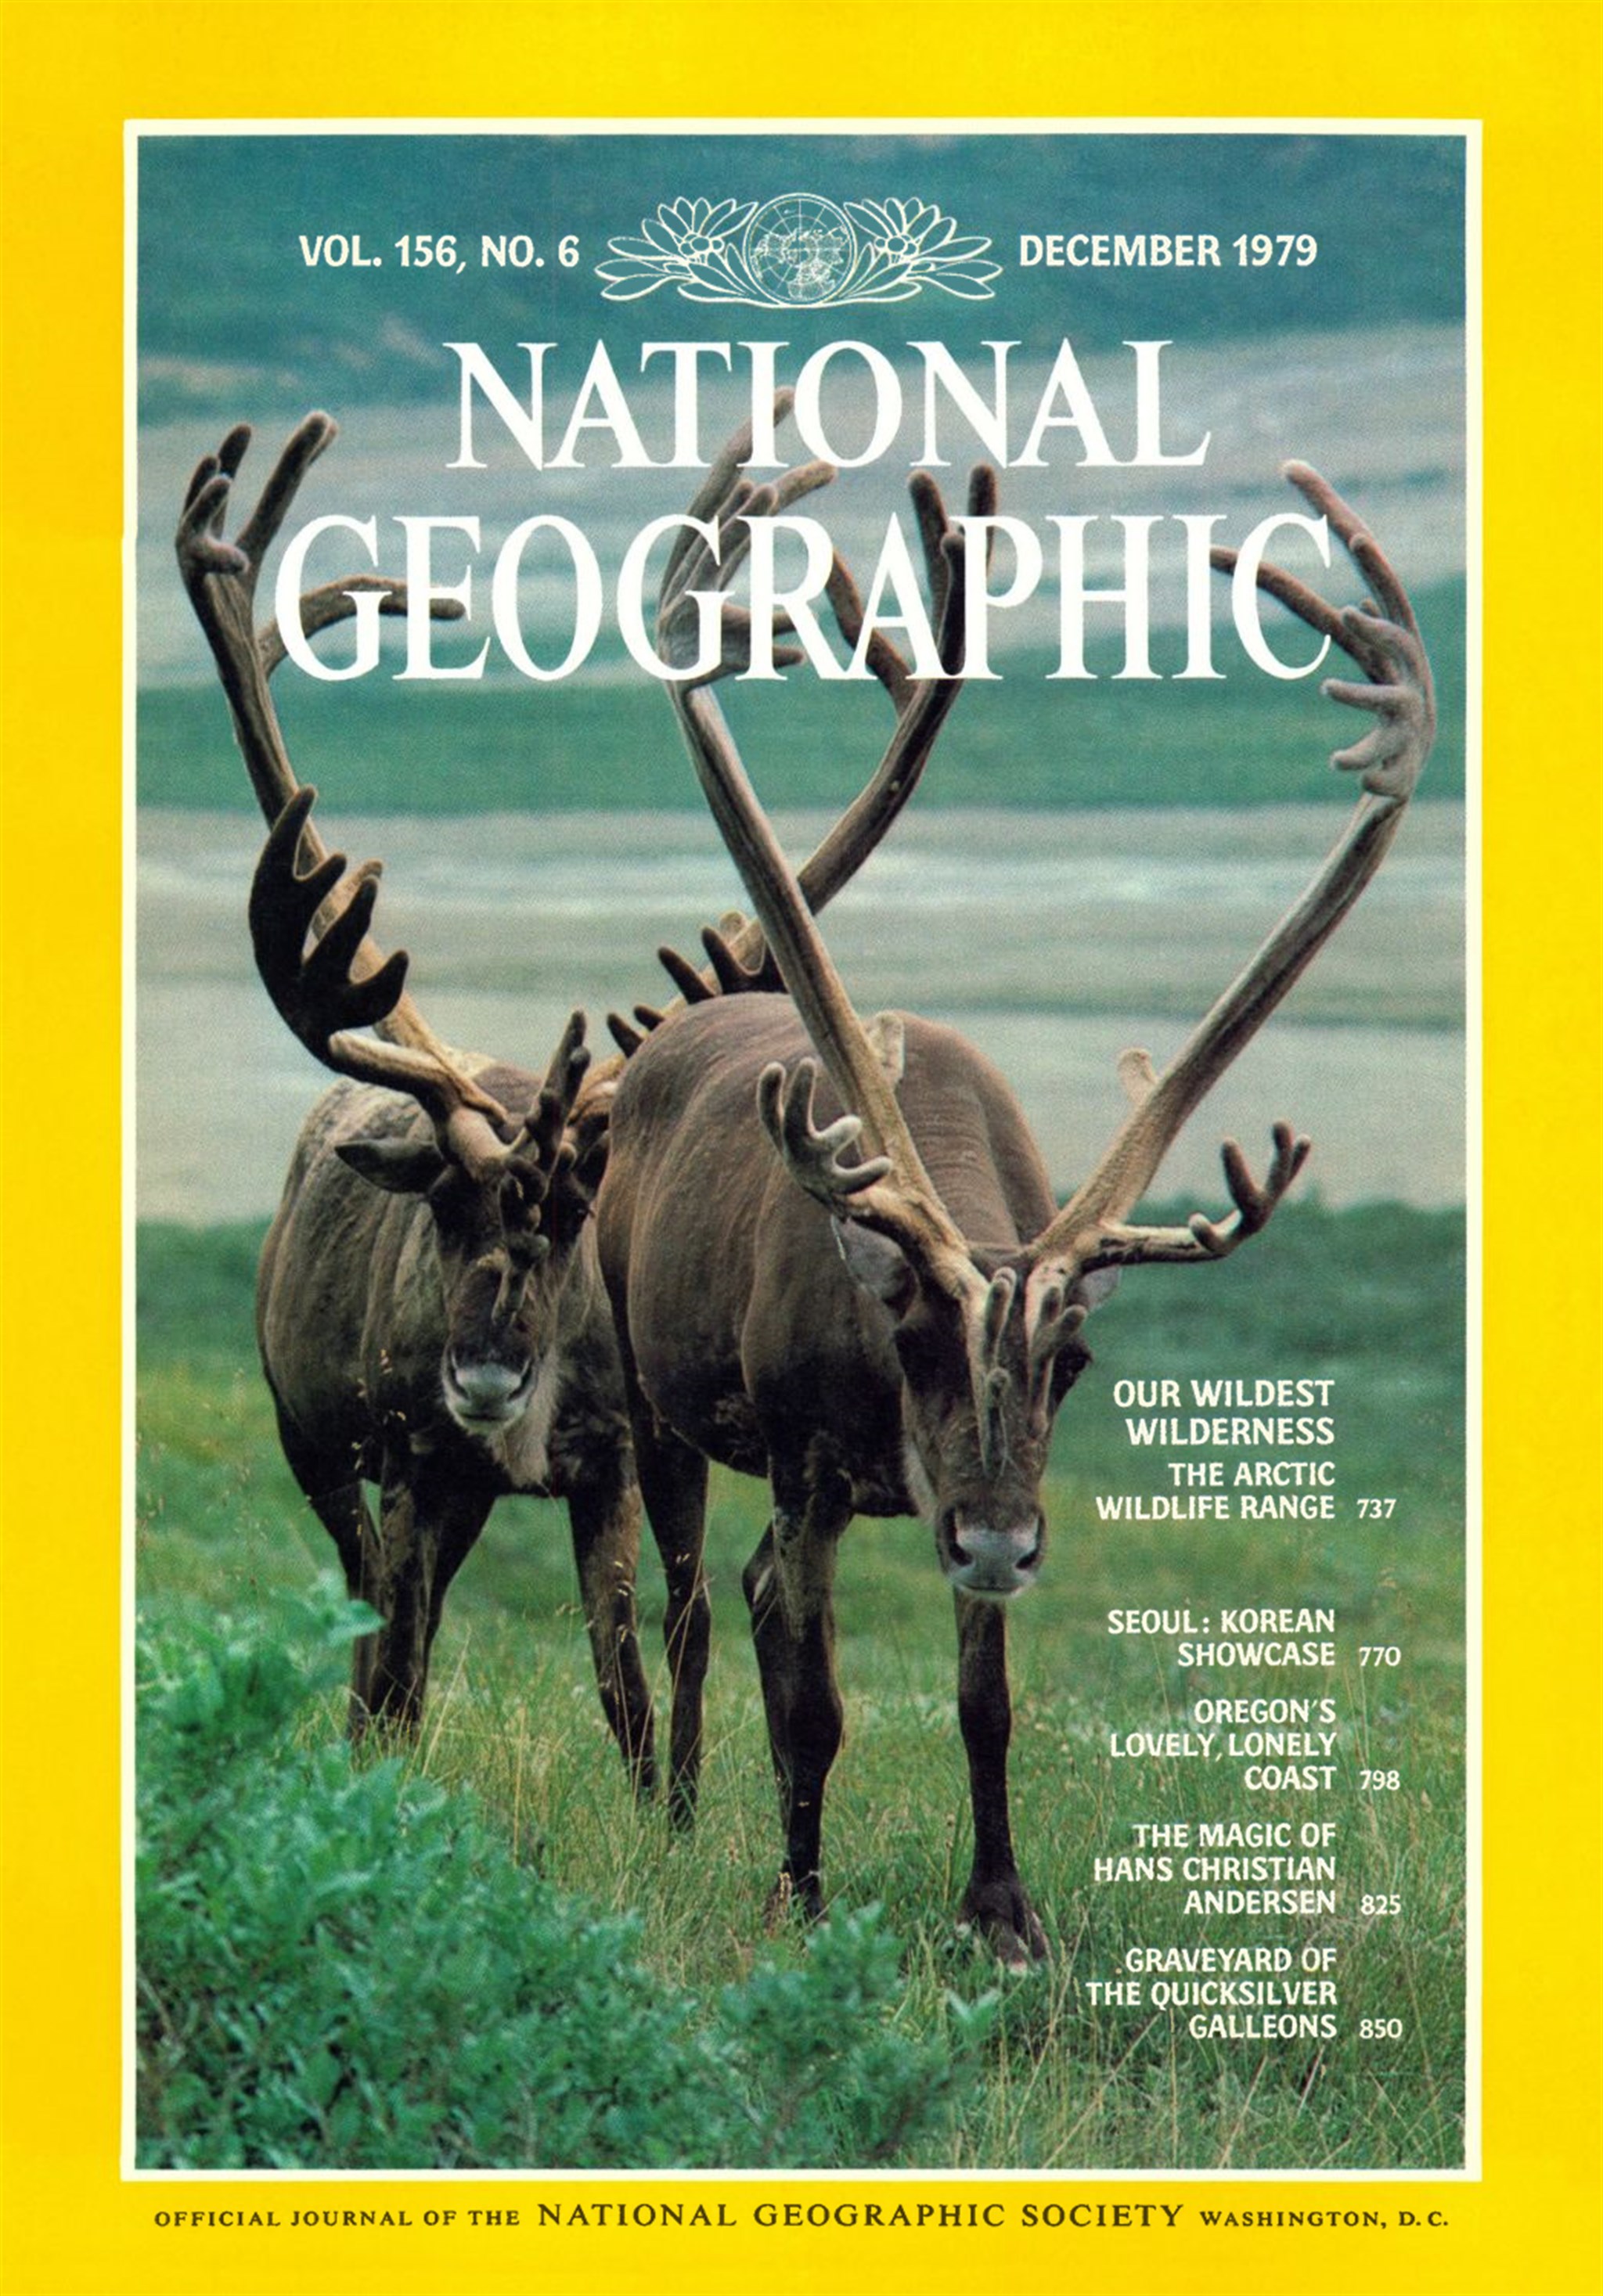 VOL. 156, NO. 6 DECEMBER 1979
NATIONAL
GEOGRAPHIC
OUR WILDEST
WILDERNESS
THE ARCTIC
WILDLIFE RANGE 737
SEOUL: KOREAN
SHOWCASE 770
OREGON'S
LOVELY, LONELY
COAST 798
THE MAGIC OF
HANS CHRISTIAN
ANDERSEN 825
GRAVEYARD OF
THE QUICKSILVER
GALLEONS 850
OFFICIAL JOURNAL OF THE NATIONAL GEOGRAPHIC SOCIETY WASHINGTON, D.C.